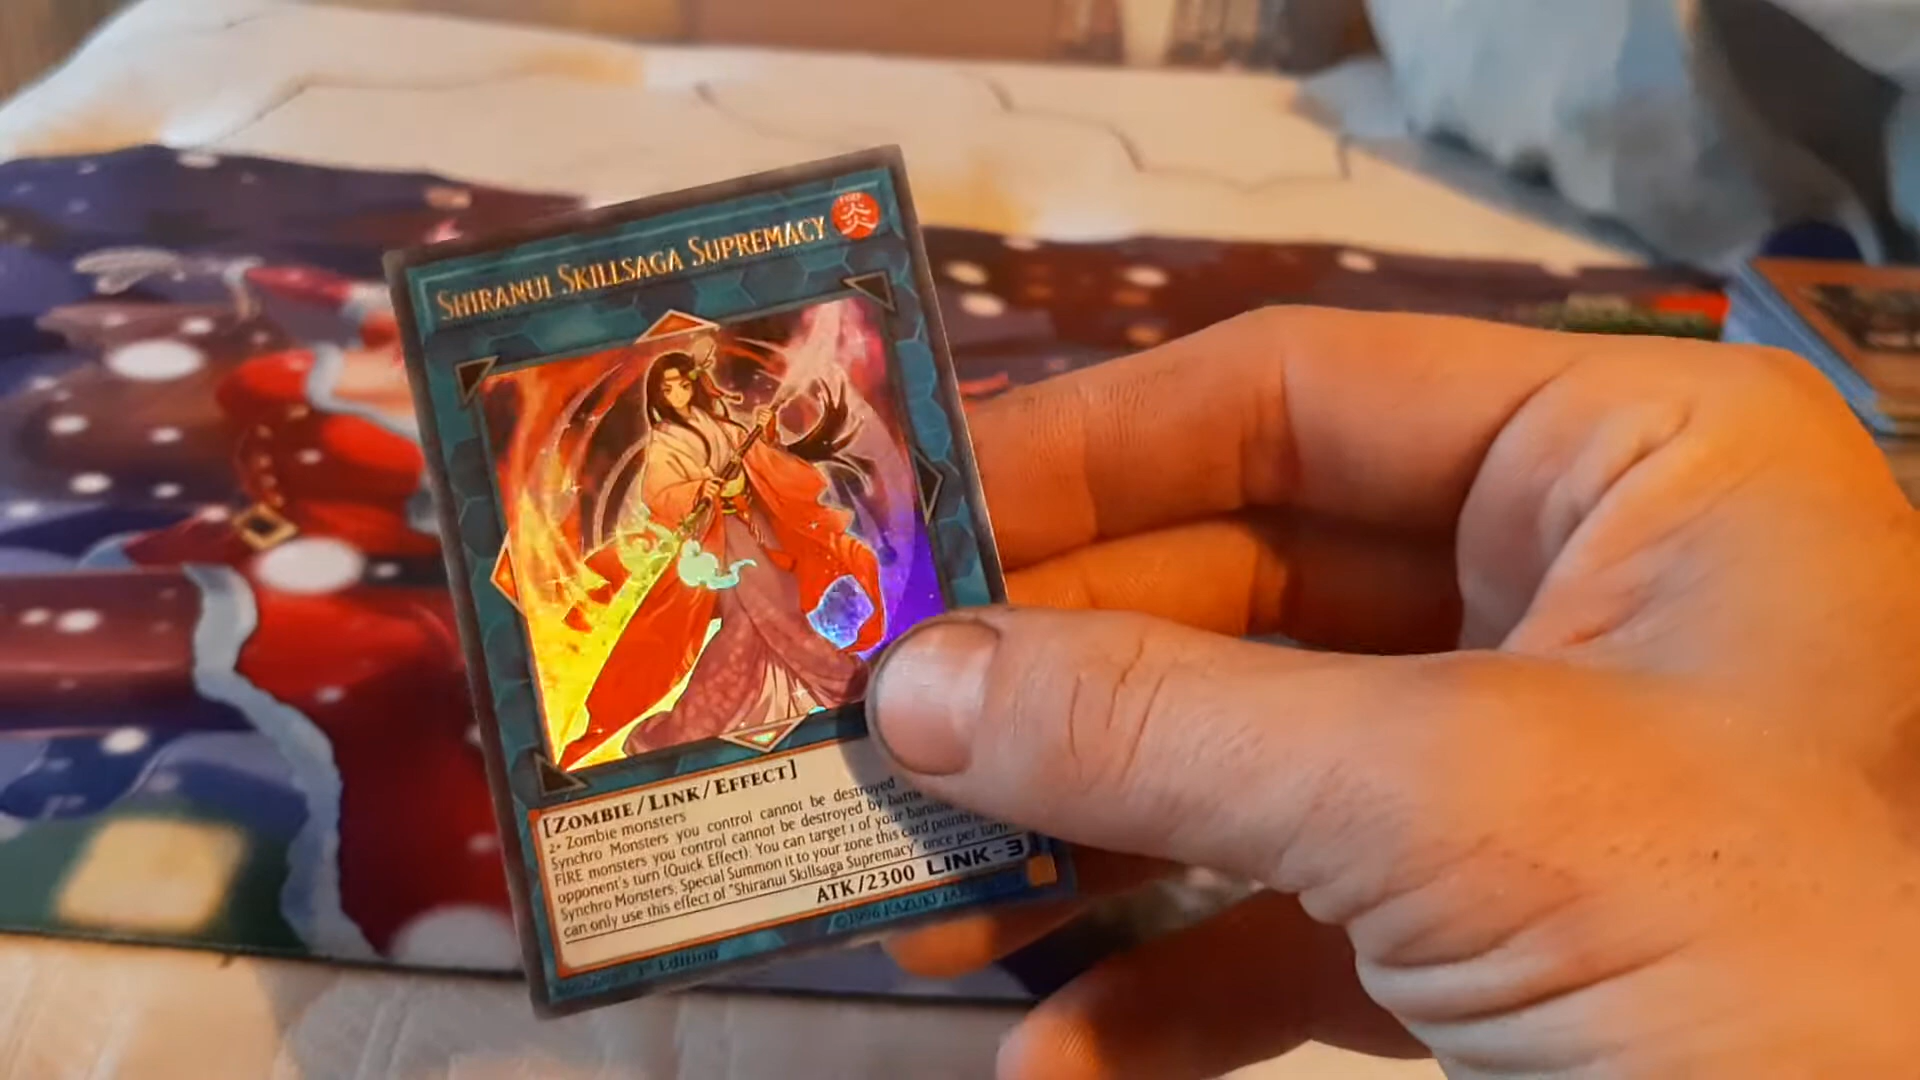 SHIRANUI SKILLSAGA SUPREMACY
炎
[ZOMBIE/LINK/EFFECT]
2+ Zombie monsters
Synchro Monsters you control cannot be destroyed
FIRE monsters you control cannot be destroyed by
opponent's turn (Quick Effect): You can target 1 of your
Synchro Monsters; Special Summon it to your zone this card points
can only use this effect of "Shiranui Skillsaga Supremacy" once per turn.
ATK/2300 LINK-3
1st Edition
©1996 KAZUKI